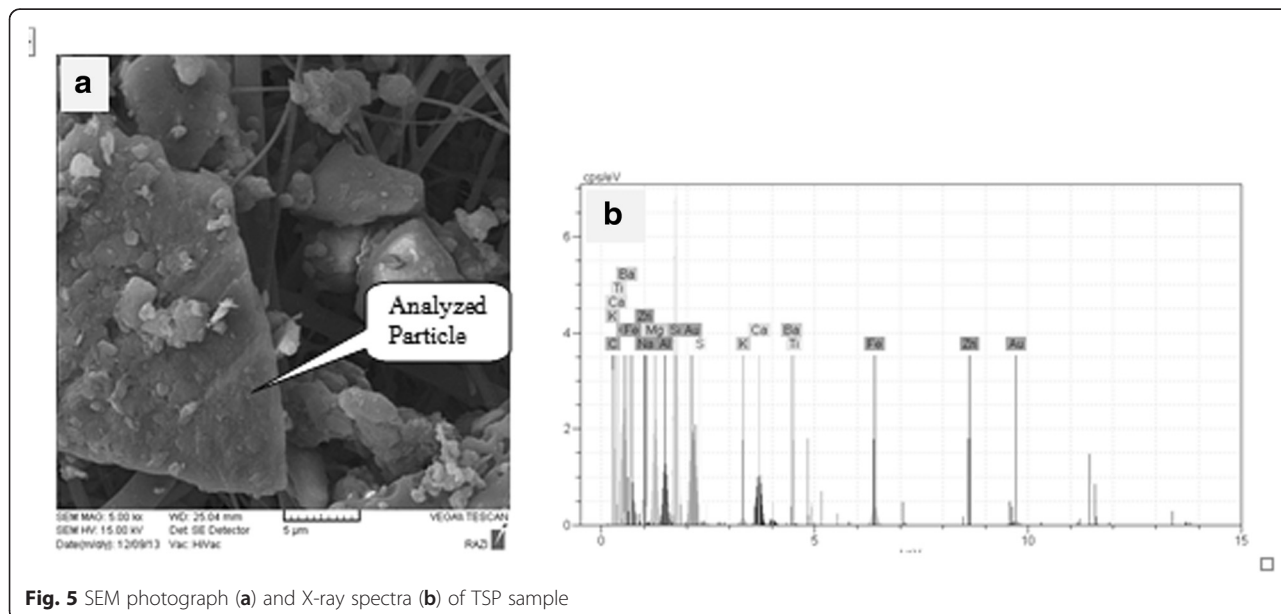 a
Analyzed
Particle
SEM MAG: 5.00 kx WD: 25.04 mm VEGA\\ TESCAN
SEM HV: 15.00 kV Det: SE Detector 5 µm
Date(m/d/y): 12/09/13 Vac: HiVac RAZI
cps/eV
b
6
4
2
0
Ba
Ti
Ca
K Zn
Fe Mg Si Au Ca Ba
C Na Al S K Ti Fe Zn Au
0 5 10 15
Fig. 5 SEM photograph (a) and X-ray spectra (b) of TSP sample